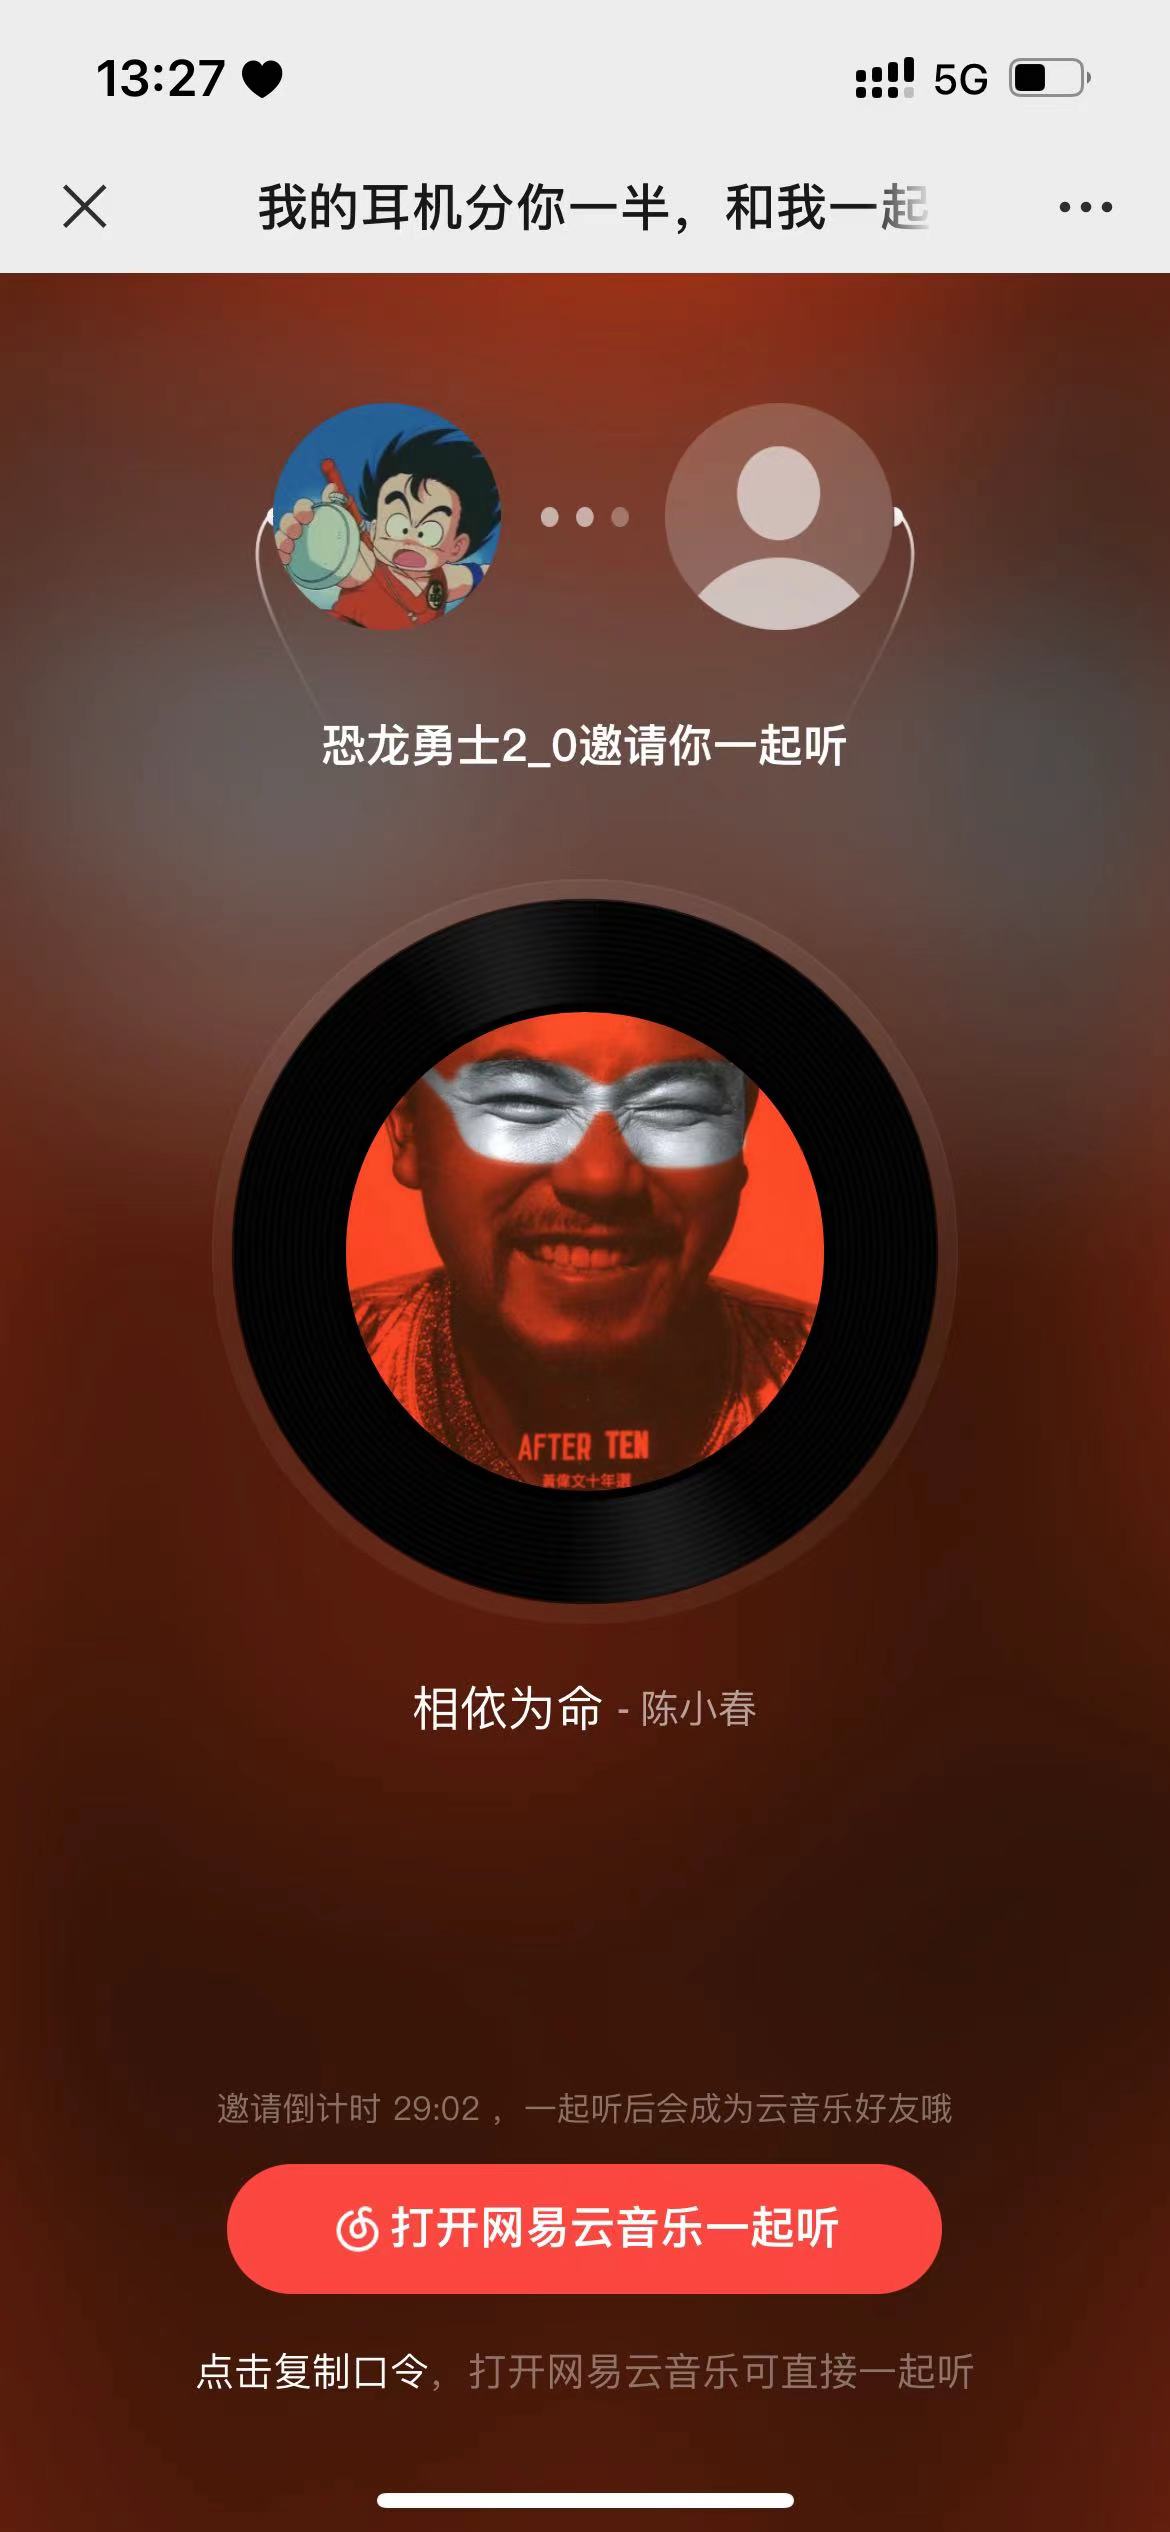 13:27
5G
我的耳机分你一半，和我一起
恐龙勇士2_0邀请你一起听
AFTER TEN
黃偉文十年選
相依为命 - 陈小春
邀请倒计时 29:02 ，一起听后会成为云音乐好友哦
打开网易云音乐一起听
点击复制口令，打开网易云音乐可直接一起听